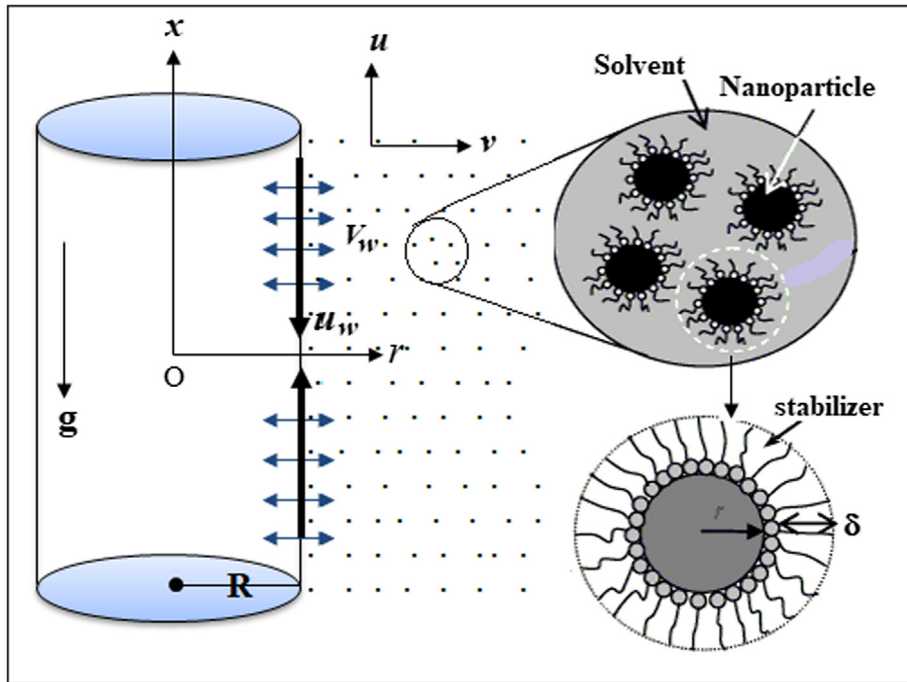 x
u
v
V_w
u_w
r
O
g
R
Solvent
Nanoparticle
stabilizer
r
δ